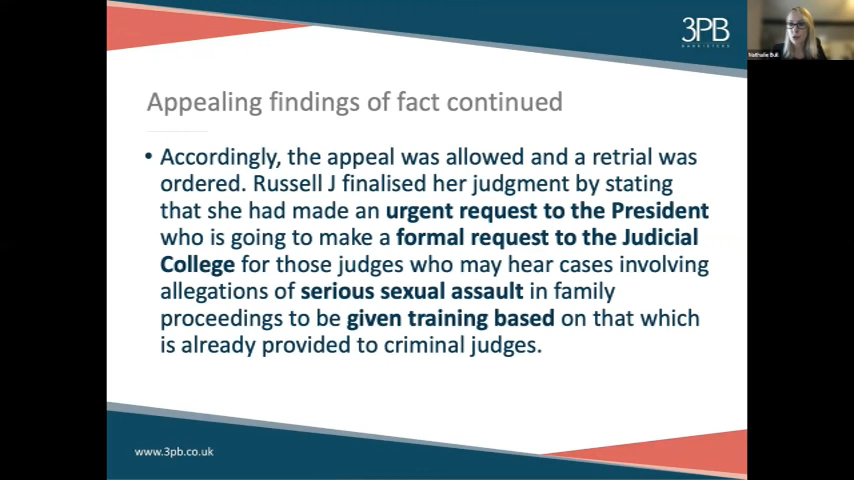 3PB
BARRISTERS
Nathalie Bull
Appealing findings of fact continued
• Accordingly, the appeal was allowed and a retrial was
ordered. Russell J finalised her judgment by stating
that she had made an urgent request to the President
who is going to make a formal request to the Judicial
College for those judges who may hear cases involving
allegations of serious sexual assault in family
proceedings to be given training based on that which
is already provided to criminal judges.
www.3pb.co.uk